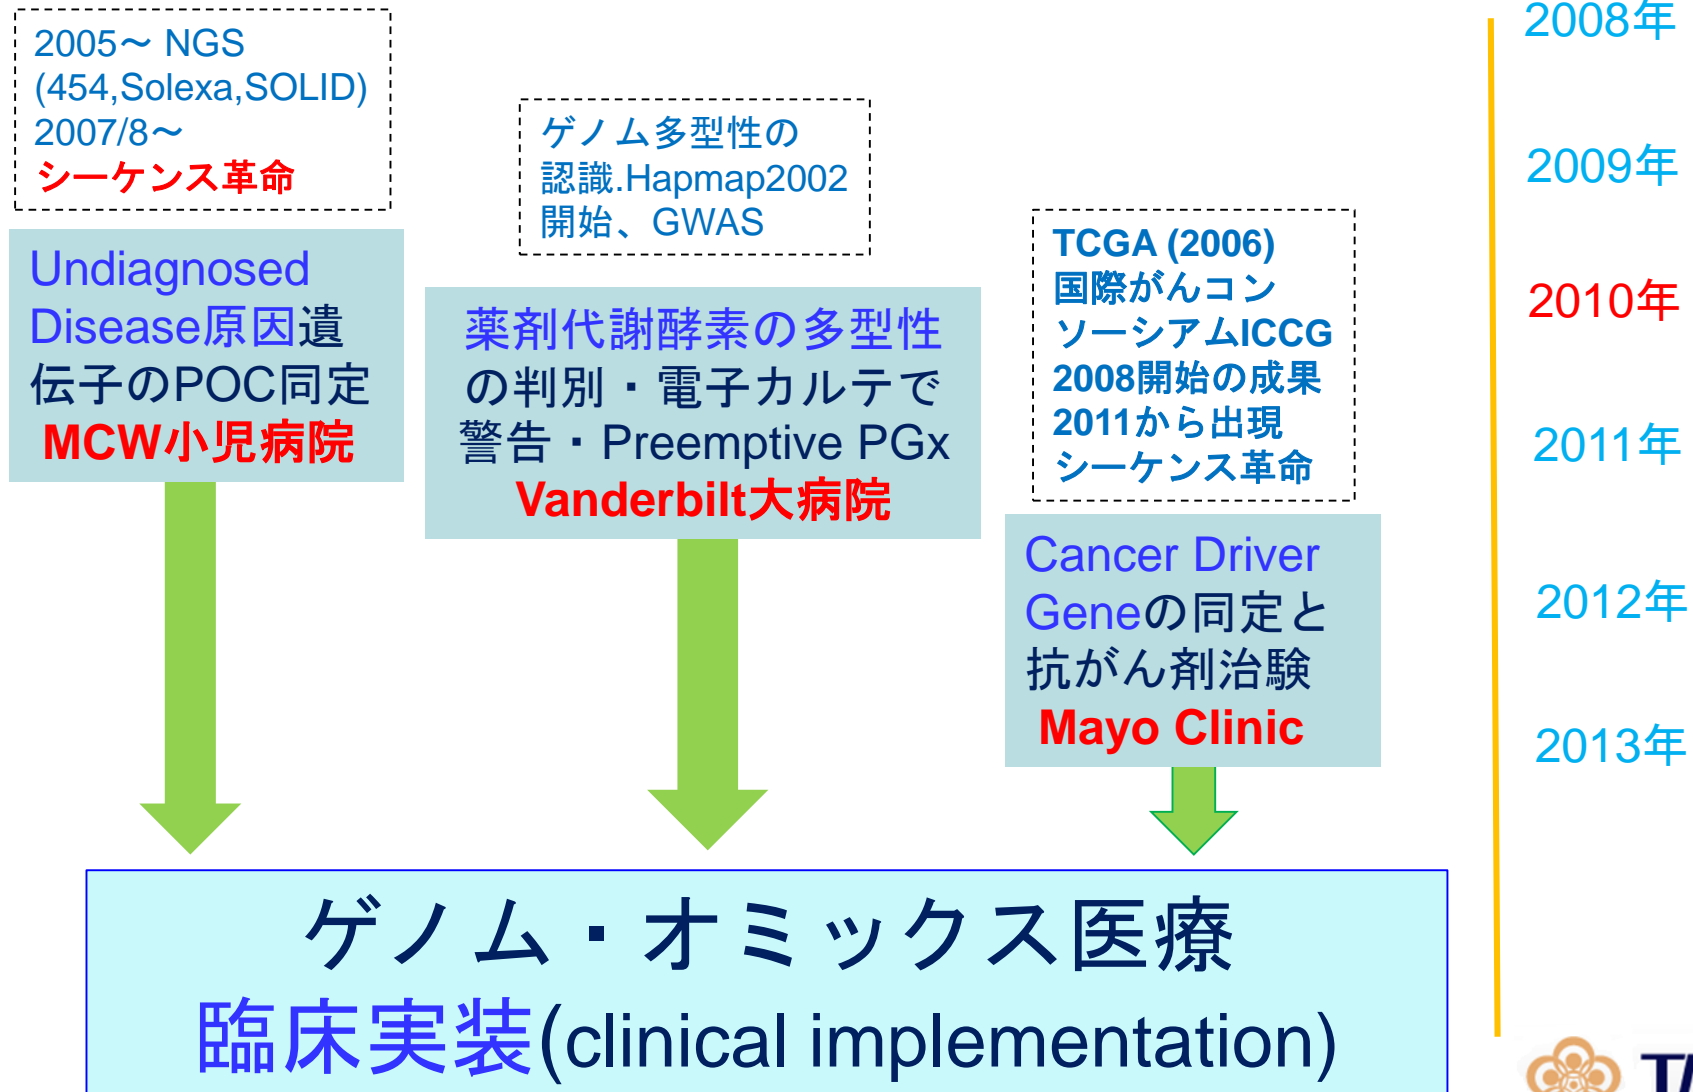 2005～ NGS
(454,Solexa,SOLID)
2007/8～
シーケンス革命
Undiagnosed
Disease原因遺
伝子のPOC同定
MCW小児病院
ゲノム多型性の
認識.Hapmap2002
開始、GWAS
薬剤代謝酵素の多型性
の判別・電子カルテで
警告・Preemptive PGx
Vanderbilt大病院
TCGA (2006)
国際がんコン
ソーシアムICCG
2008開始の成果
2011から出現
シーケンス革命
Cancer Driver
Geneの同定と
抗がん剤治験
Mayo Clinic
ゲノム・オミックス医療
臨床実装(clinical implementation)
2008年
2009年
2010年
2011年
2012年
2013年